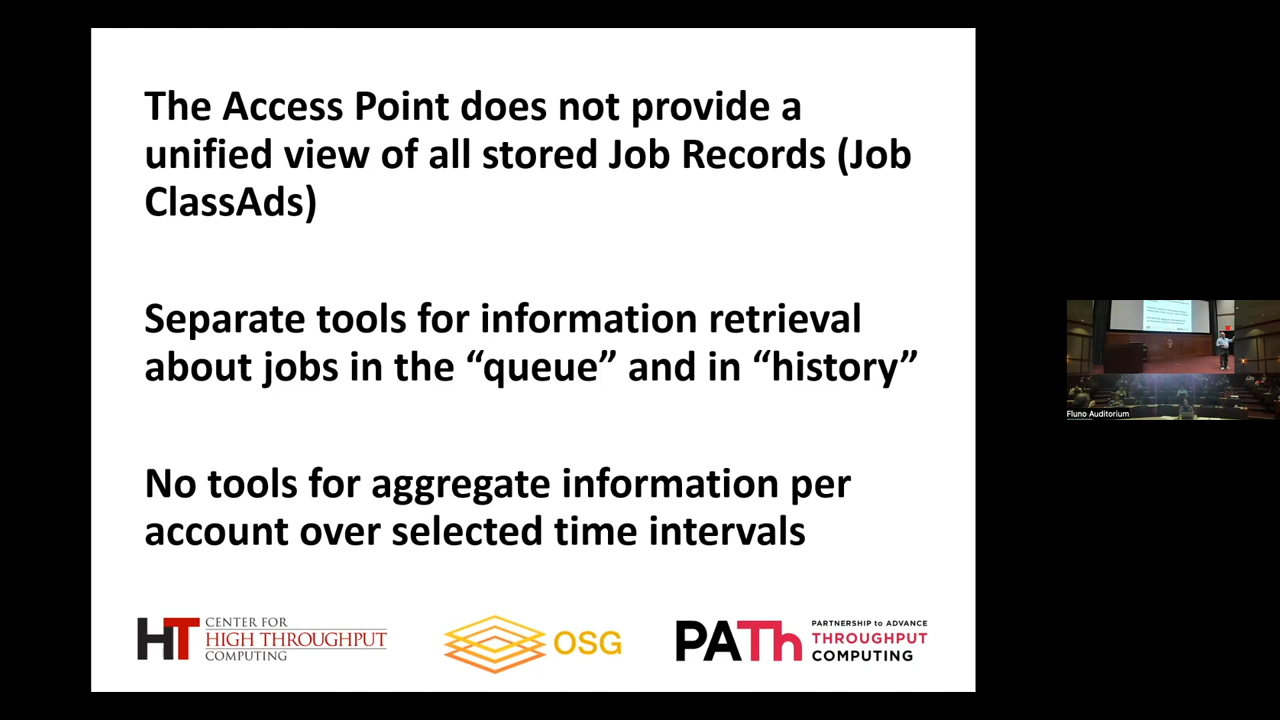 The Access Point does not provide a
unified view of all stored Job Records (Job
ClassAds)
Separate tools for information retrieval
about jobs in the “queue” and in “history”
No tools for aggregate information per
account over selected time intervals
HT CENTER FOR
HIGH THROUGHPUT
COMPUTING
OSG
PATh
PARTNERSHIP to ADVANCE
THROUGHPUT
COMPUTING
Fluno Auditorium